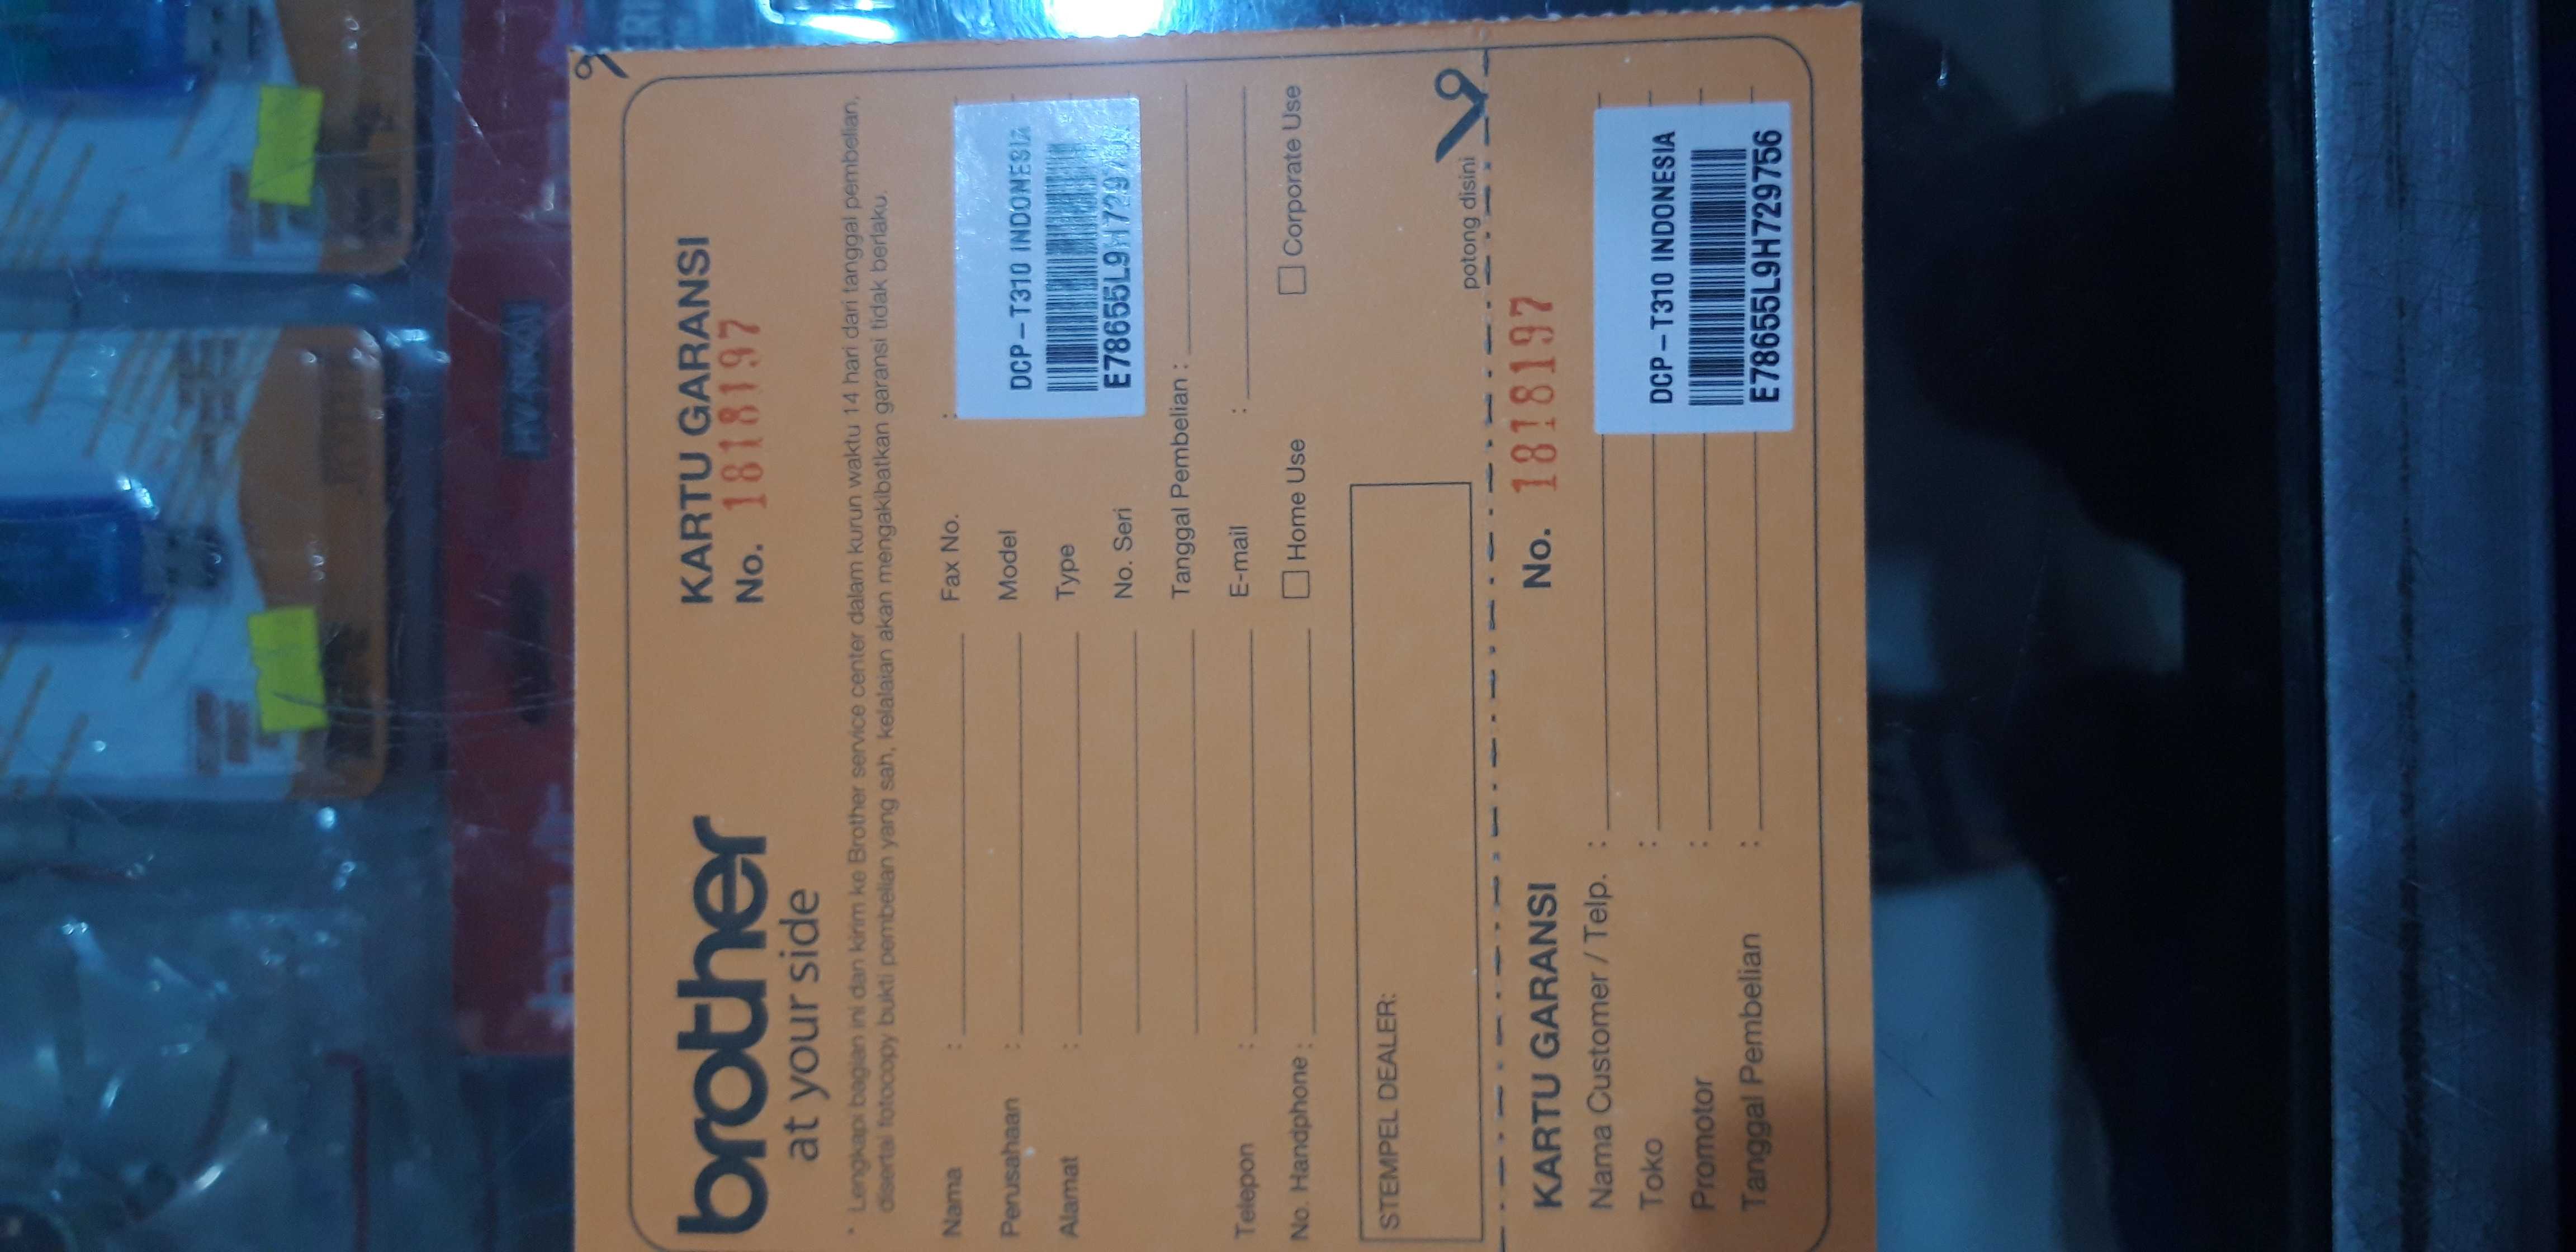 brother
at your side
KARTU GARANSI
No. 1818197
* Lengkapi bagian ini dan kirim ke Brother service center dalam kurun waktu 14 hari dari tanggal pembelian,
disertai fotocopy bukti pembelian yang sah, kelalaian akan mengakibatkan garansi tidak berlaku.
Nama :
Perusahaan :
Alamat :
Telepon :
No. Handphone :
Fax No. :
Model
Type
No. Seri
DCP-T310 INDONESIA
E78655L9H729
Tanggal Pembelian :
E-mail :
Home Use
Corporate Use
STEMPEL DEALER:
potong disini
KARTU GARANSI
No. 1818197
Nama Customer / Telp. :
Toko :
Promotor :
Tanggal Pembelian :
DCP-T310 INDONESIA
E78655L9H729756